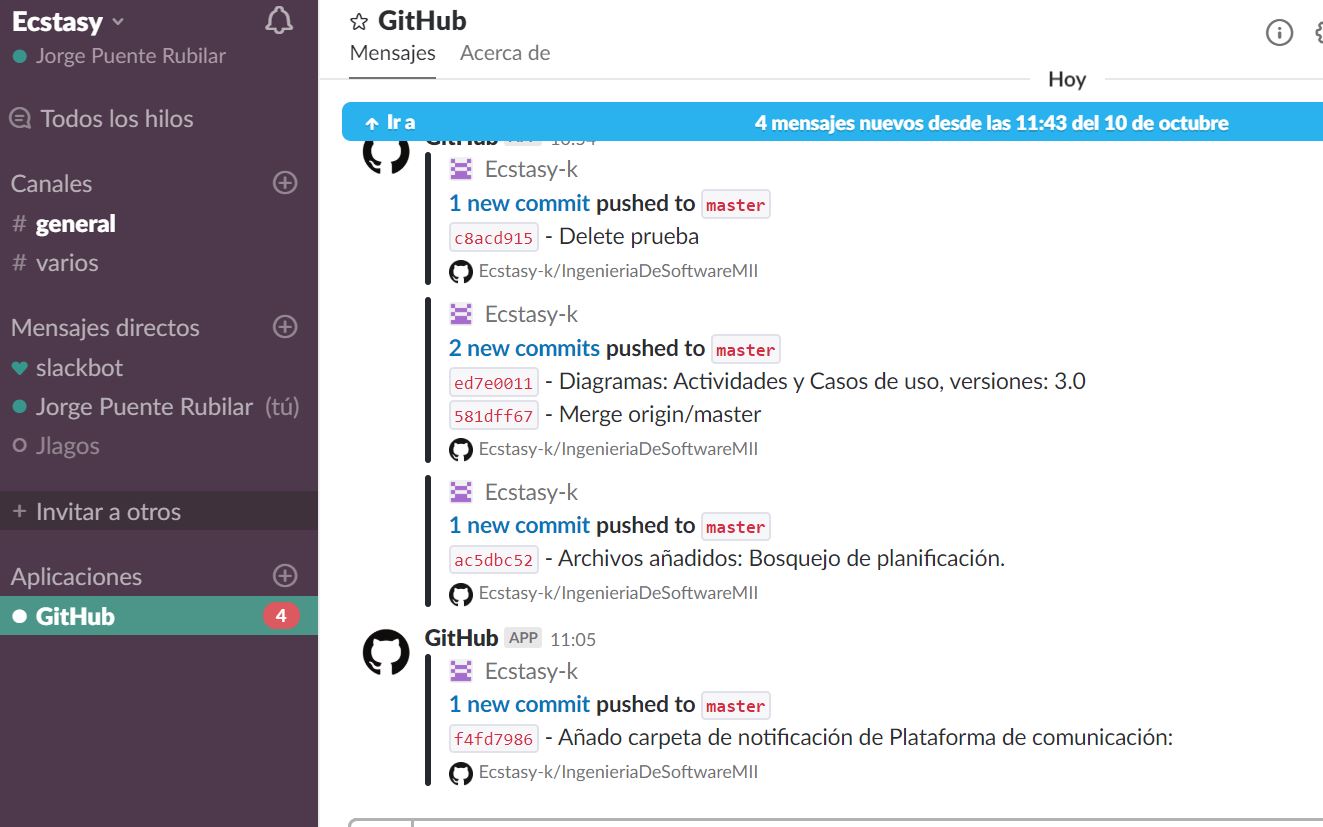 Ecstasy
Jorge Puente Rubilar
Todos los hilos
Canales
# general
# varios
Mensajes directos
slackbot
Jorge Puente Rubilar (tú)
Jlagos
+ Invitar a otros
Aplicaciones
GitHub 4
GitHub
Mensajes Acerca de
Hoy
Ir a 4 mensajes nuevos desde las 11:43 del 10 de octubre
GitHub APP 10:54
Ecstasy-k
1 new commit pushed to master
c8acd915 - Delete prueba
Ecstasy-k/IngenieriaDeSoftwareMII
Ecstasy-k
2 new commits pushed to master
ed7e0011 - Diagramas: Actividades y Casos de uso, versiones: 3.0
581dff67 - Merge origin/master
Ecstasy-k/IngenieriaDeSoftwareMII
Ecstasy-k
1 new commit pushed to master
ac5dbc52 - Archivos añadidos: Bosquejo de planificación.
Ecstasy-k/IngenieriaDeSoftwareMII
GitHub APP 11:05
Ecstasy-k
1 new commit pushed to master
f4fd7986 - Añado carpeta de notificación de Plataforma de comunicación:
Ecstasy-k/IngenieriaDeSoftwareMII